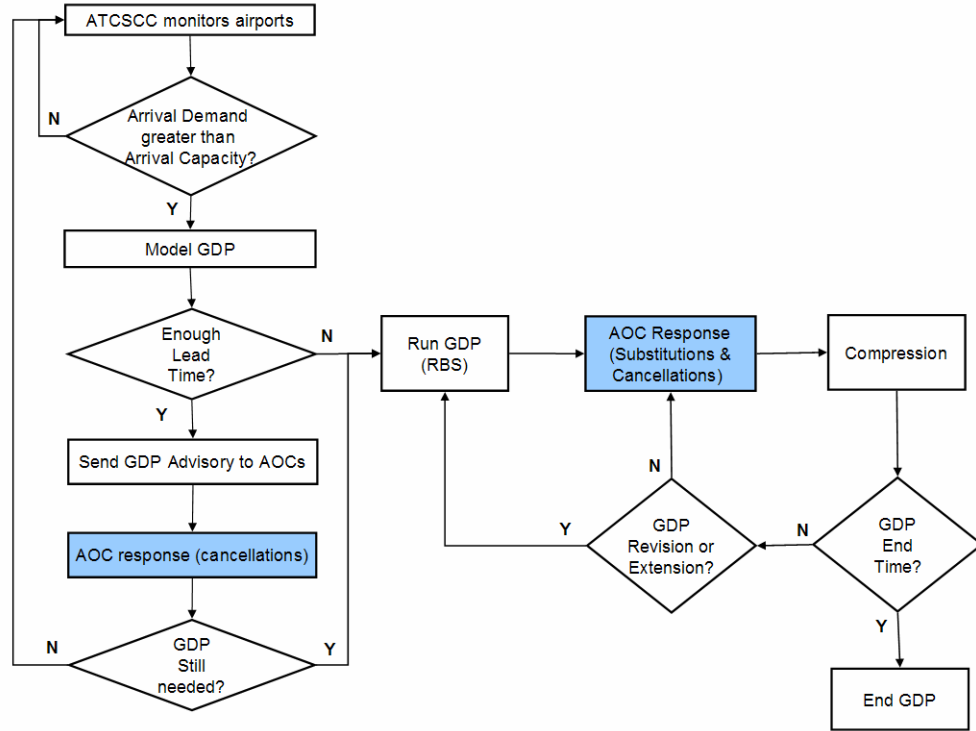 ATCSCC monitors airports
N
Arrival Demand
greater than
Arrival Capacity?
Y
Model GDP
Enough
Lead
Time?
N
Y
Send GDP Advisory to AOCs
AOC response (cancellations)
N
GDP
Still
needed?
Y
Run GDP
(RBS)
AOC Response
(Substitutions &
Cancellations)
Compression
N
Y
GDP
Revision or
Extension?
N
GDP
End
Time?
Y
End GDP